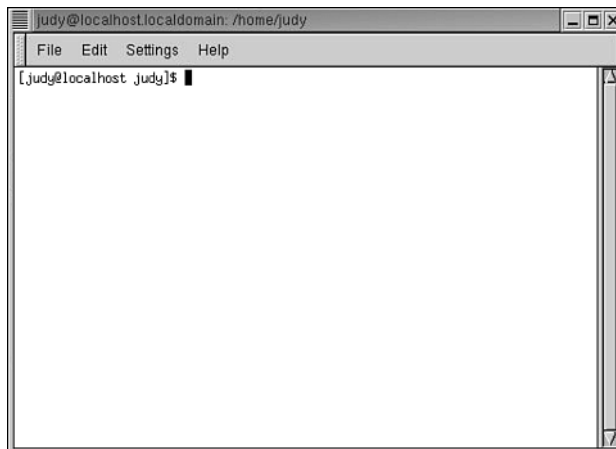 judy@localhost.localdomain: /home/judy
File Edit Settings Help
[judy@localhost judy]$